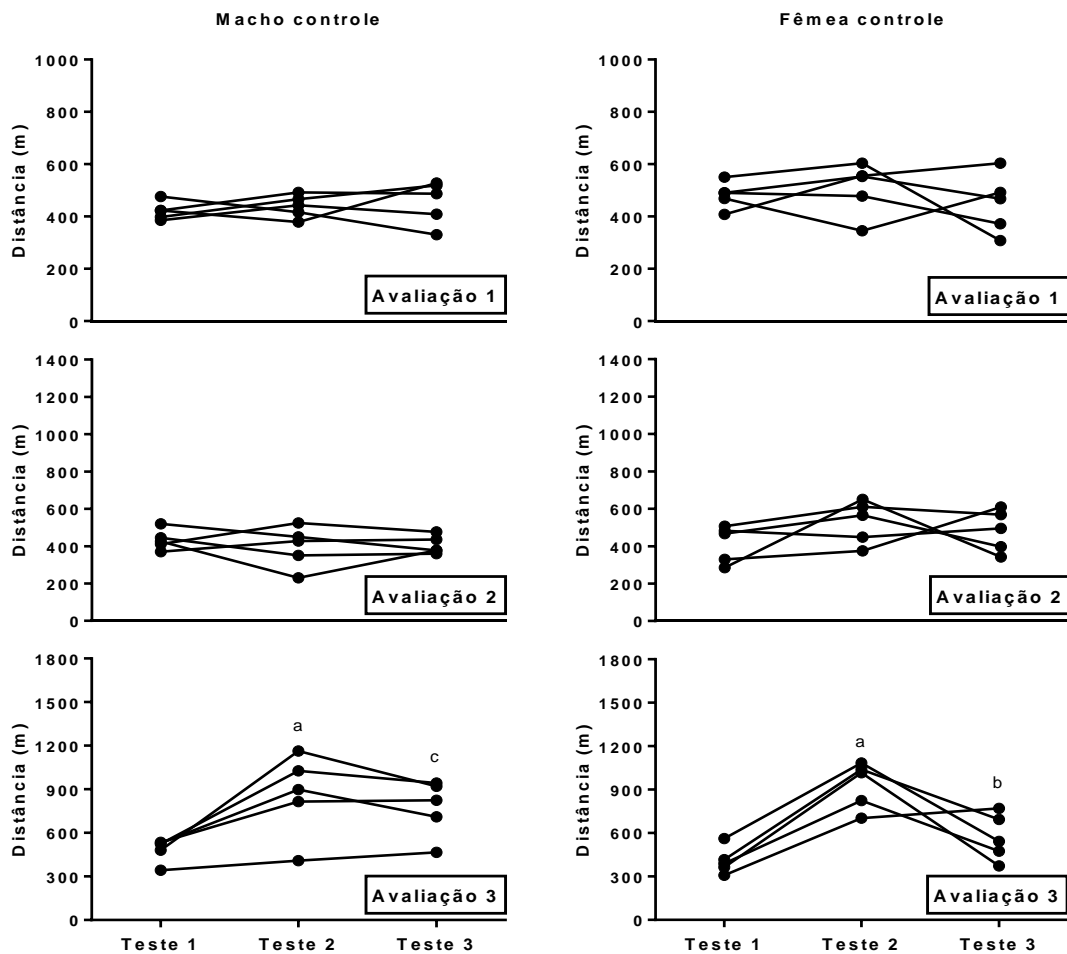 Macho controle
Fêmea controle
Distância (m)
1000
800
600
400
200
0
Avaliação 1
Distância (m)
1000
800
600
400
200
0
Avaliação 1
Distância (m)
1400
1200
1000
800
600
400
200
0
Avaliação 2
Distância (m)
1400
1200
1000
800
600
400
200
0
Avaliação 2
Distância (m)
1800
1500
1200
900
600
300
0
a
c
Avaliação 3
Teste 1 Teste 2 Teste 3
Distância (m)
1800
1500
1200
900
600
300
0
a
b
Avaliação 3
Teste 1 Teste 2 Teste 3